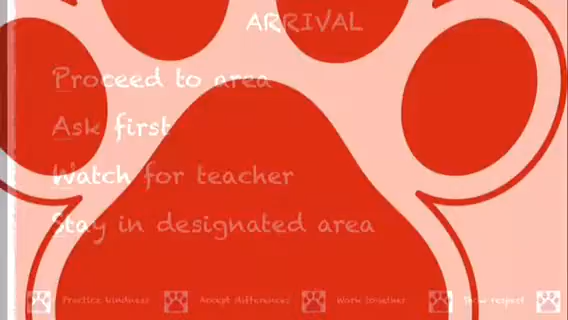 ARRIVAL
Proceed to area
Ask first
Watch for teacher
Stay in designated area
Practice kindness Accept differences Work together Show respect